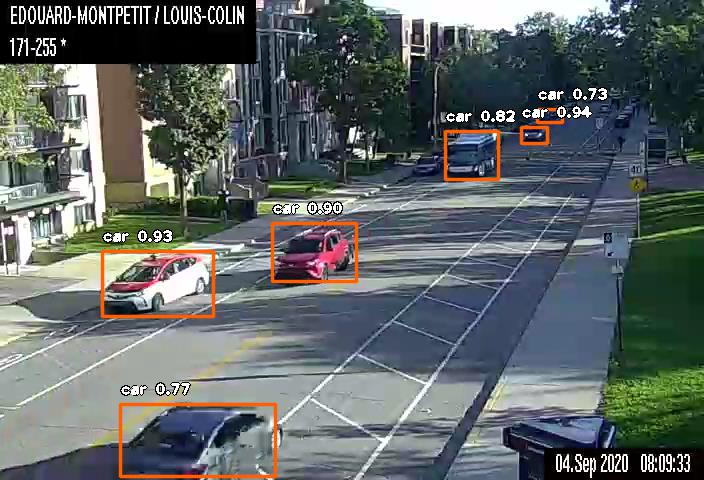 EDOUARD-MONTPETIT / LOUIS-COLIN
171-255 *
car 0.73
car 0.82
car 0.94
car 0.90
car 0.93
40
car 0.77
04.Sep 2020 08:09:33